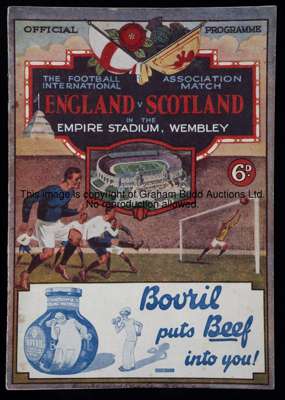 OFFICIAL PROGRAMME
THE FOOTBALL ASSOCIATION
INTERNATIONAL MATCH
ENGLAND v SCOTLAND
IN THE
EMPIRE STADIUM, WEMBLEY
6D
This image is copyright of Graham Budd Auctions Ltd.
No reproduction allowed.
Bovril
puts Beef
into you!